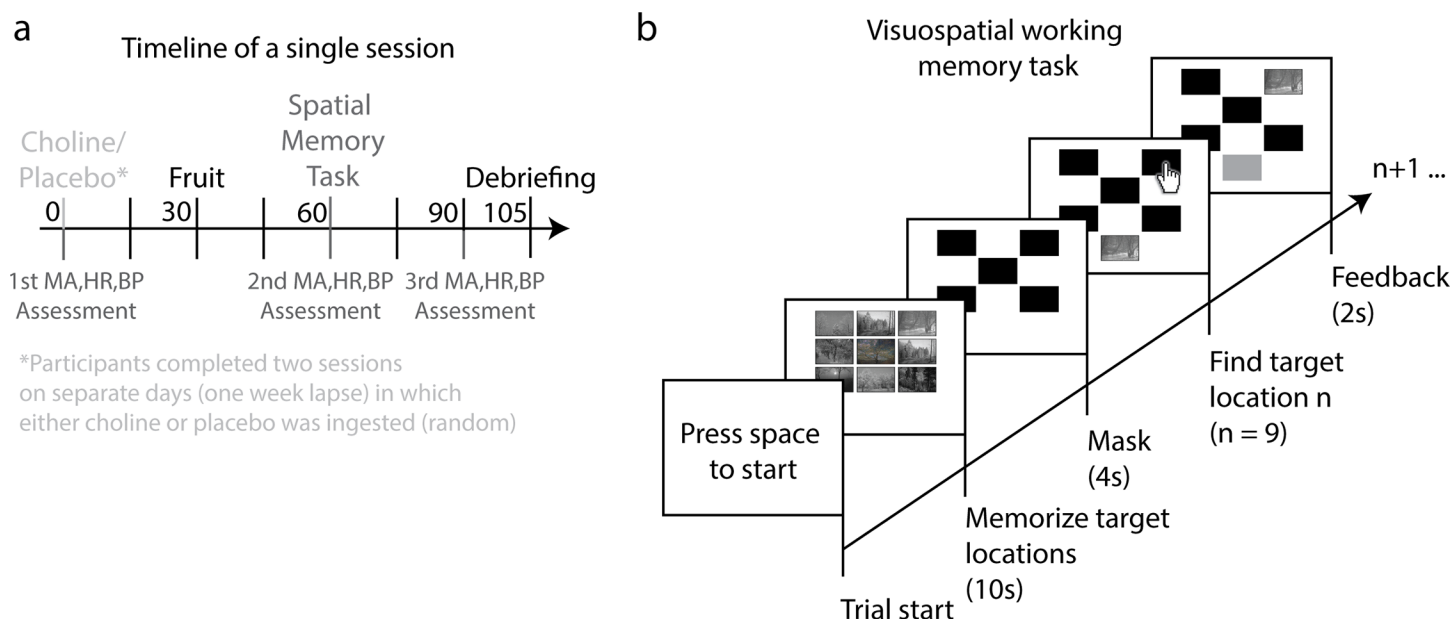 a
Timeline of a single session
Choline/
Placebo*
Fruit
Spatial
Memory
Task
Debriefing
0
30
60
90
105
1st MA,HR,BP
Assessment
2nd MA,HR,BP
Assessment
3rd MA,HR,BP
Assessment
*Participants completed two sessions
on separate days (one week lapse) in which
either choline or placebo was ingested (random)
b
Visuospatial working
memory task
Press space
to start
Trial start
Memorize target
locations
(10s)
Mask
(4s)
Find target
location n
(n = 9)
Feedback
(2s)
n+1 ...